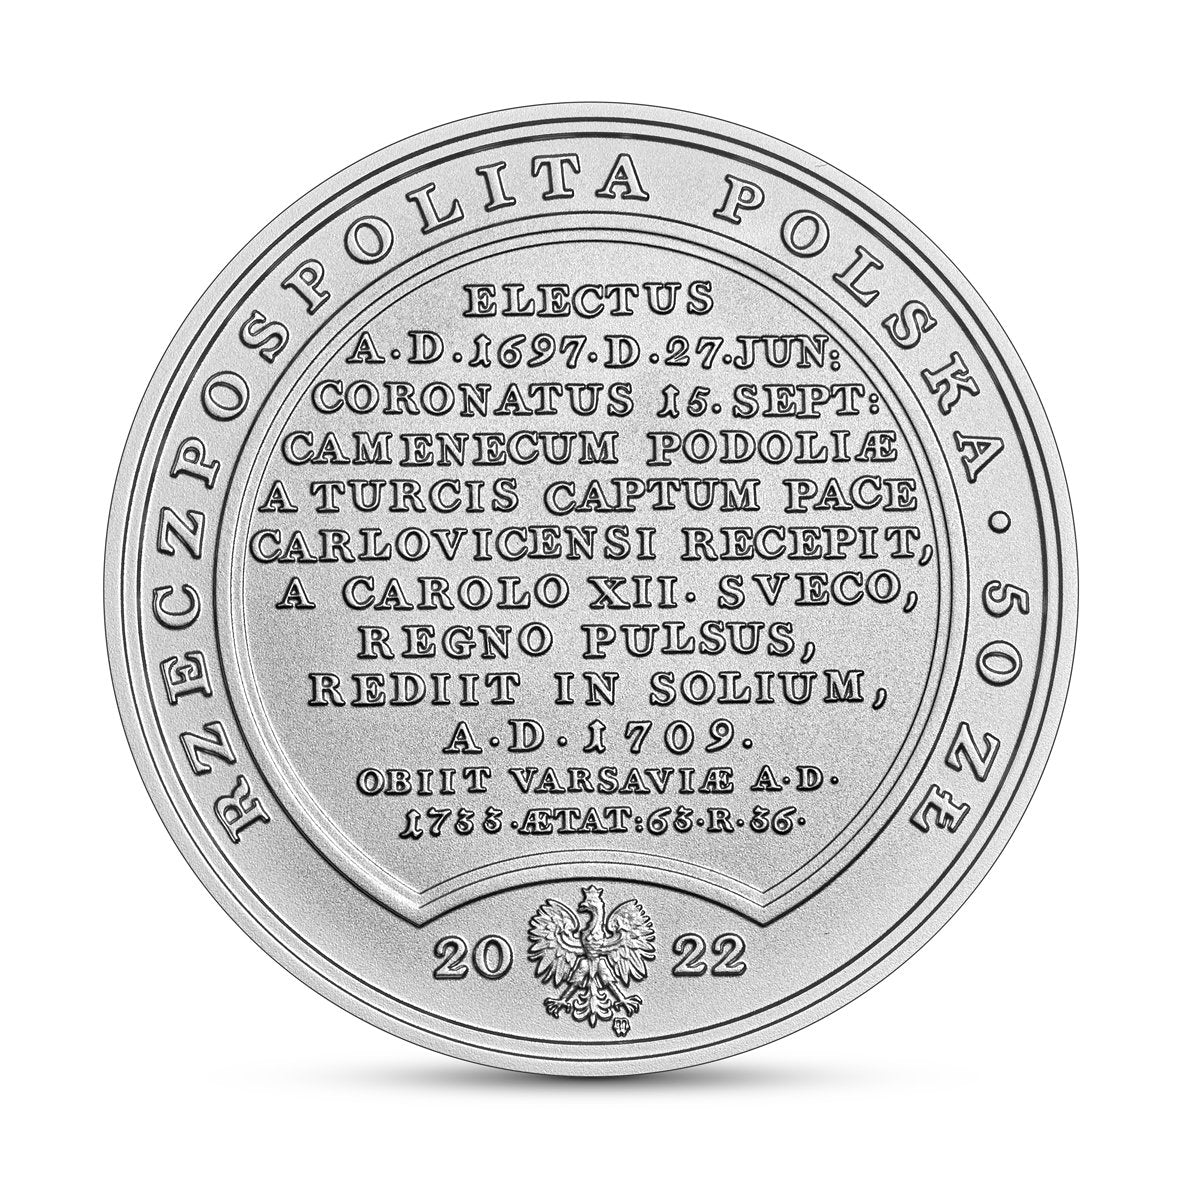 RZECZPOSPOLITA POLSKA · 50 ZŁ
ELECTUS
A·D·1697·D·27·JUN:
CORONATUS 15·SEPT:
CAMENECUM PODOLIÆ
A TURCIS CAPTUM PACE
CARLOVICENSI RECEPIT,
A CAROLO XII· SVECO,
REGNO PULSUS,
REDIIT IN SOLIUM,
A·D·1709·
OBIIT VARSAVIÆ A·D·
1733·ÆTAT:63·R·36·
20 22